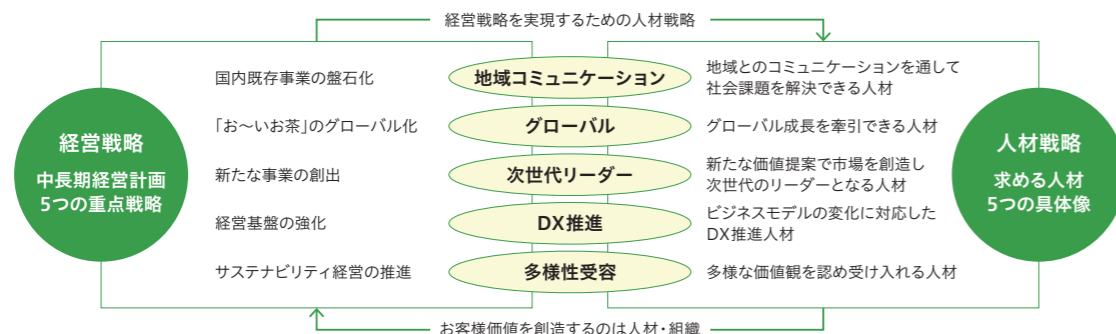 経営戦略を実現するための人材戦略
経営戦略
中長期経営計画
5つの重点戦略
国内既存事業の盤石化
地域コミュニケーション
地域とのコミュニケーションを通して
社会課題を解決できる人材
「お〜いお茶」のグローバル化
グローバル
グローバル成長を牽引できる人材
新たな事業の創出
次世代リーダー
新たな価値提案で市場を創造し
次世代のリーダーとなる人材
経営基盤の強化
DX推進
ビジネスモデルの変化に対応した
DX推進人材
サステナビリティ経営の推進
多様性受容
多様な価値観を認め受け入れる人材
人材戦略
求める人材
5つの具体像
お客様価値を創造するのは人材・組織